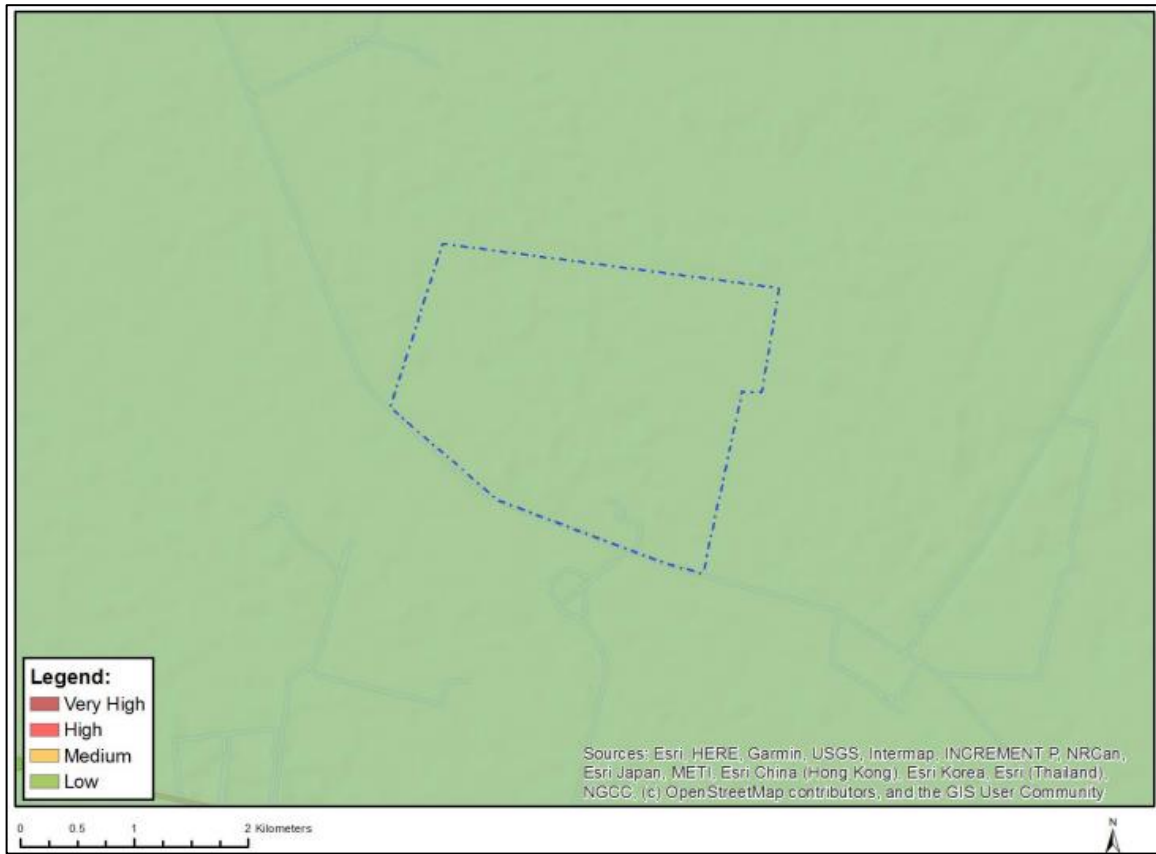 Legend:
Very High
High
Medium
Low
Sources: Esri, HERE, Garmin, USGS, Intermap, INCREMENT P, NRCan,
Esri Japan, METI, Esri China (Hong Kong), Esri Korea, Esri (Thailand),
NGCC, (c) OpenStreetMap contributors, and the GIS User Community
0 0.5 1 2 Kilometers
N